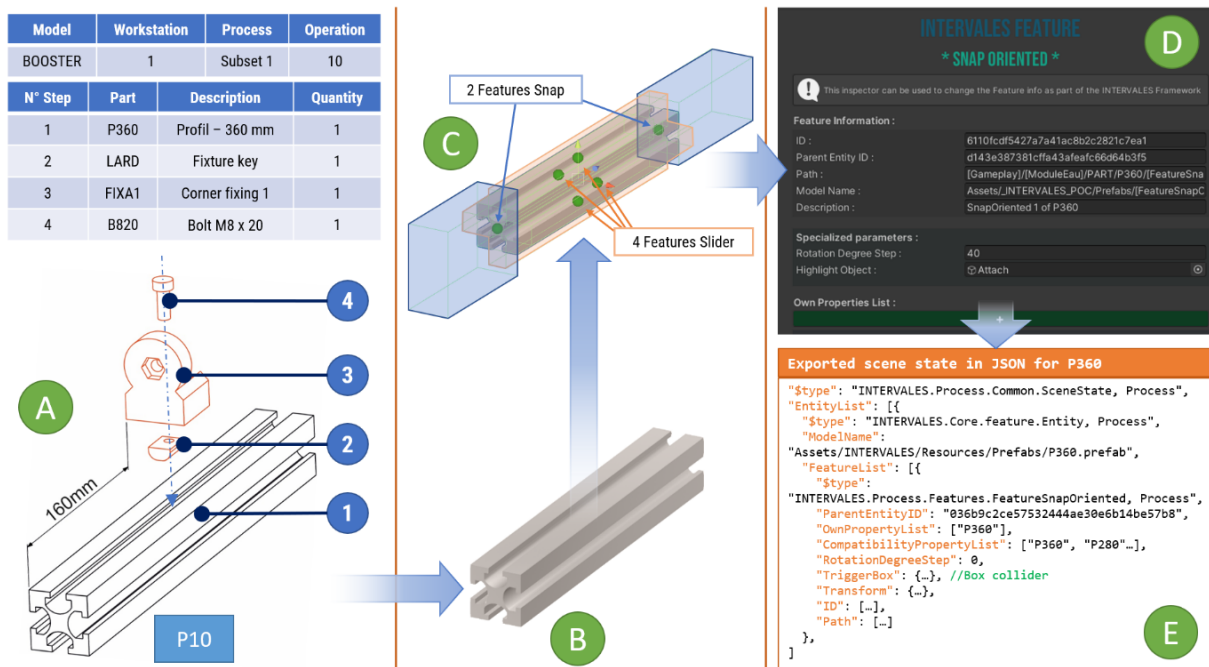 Model Workstation Process Operation
BOOSTER 1 Subset 1 10
N° Step Part Description Quantity
1 P360 Profil – 360 mm 1
2 LARD Fixture key 1
3 FIXA1 Corner fixing 1 1
4 B820 Bolt M8 x 20 1
4
3
A
2
160mm
1
P10
2 Features Snap
C
4 Features Slider
B
INTERVALES FEATURE
* SNAP ORIENTED *
D
This inspector can be used to change the Feature info as part of the INTERVALES Framework
Feature Information :
ID : 6110fcdf5427a7a41ac8b2c2821c7ea1
Parent Entity ID : d143e387381cffa43afeafc66d64b3f5
Path : [Gameplay]/[ModuleEau]/PART/P360/[FeatureSna
Model Name : Assets/_INTERVALES_POC/Prefabs/[FeatureSnapC
Description : SnapOriented 1 of P360
Specialized parameters :
Rotation Degree Step : 40
Highlight Object : Attach
Own Properties List :
+
Exported scene state in JSON for P360
"$type": "INTERVALES.Process.Common.SceneState, Process",
"EntityList": [{
"$type": "INTERVALES.Core.feature.Entity, Process",
"ModelName":
"Assets/INTERVALES/Resources/Prefabs/P360.prefab",
"FeatureList": [{
"$type":
"INTERVALES.Process.Features.FeatureSnapOriented, Process",
"ParentEntityID": "036b9c2ce57532444ae30e6b14be57b8",
"OwnPropertyList": ["P360"],
"CompatibilityPropertyList": ["P360", "P280"…],
"RotationDegreeStep": 0,
"TriggerBox": {…}, //Box collider
"Transform": {…},
"ID": […],
"Path": […]
},
]
E